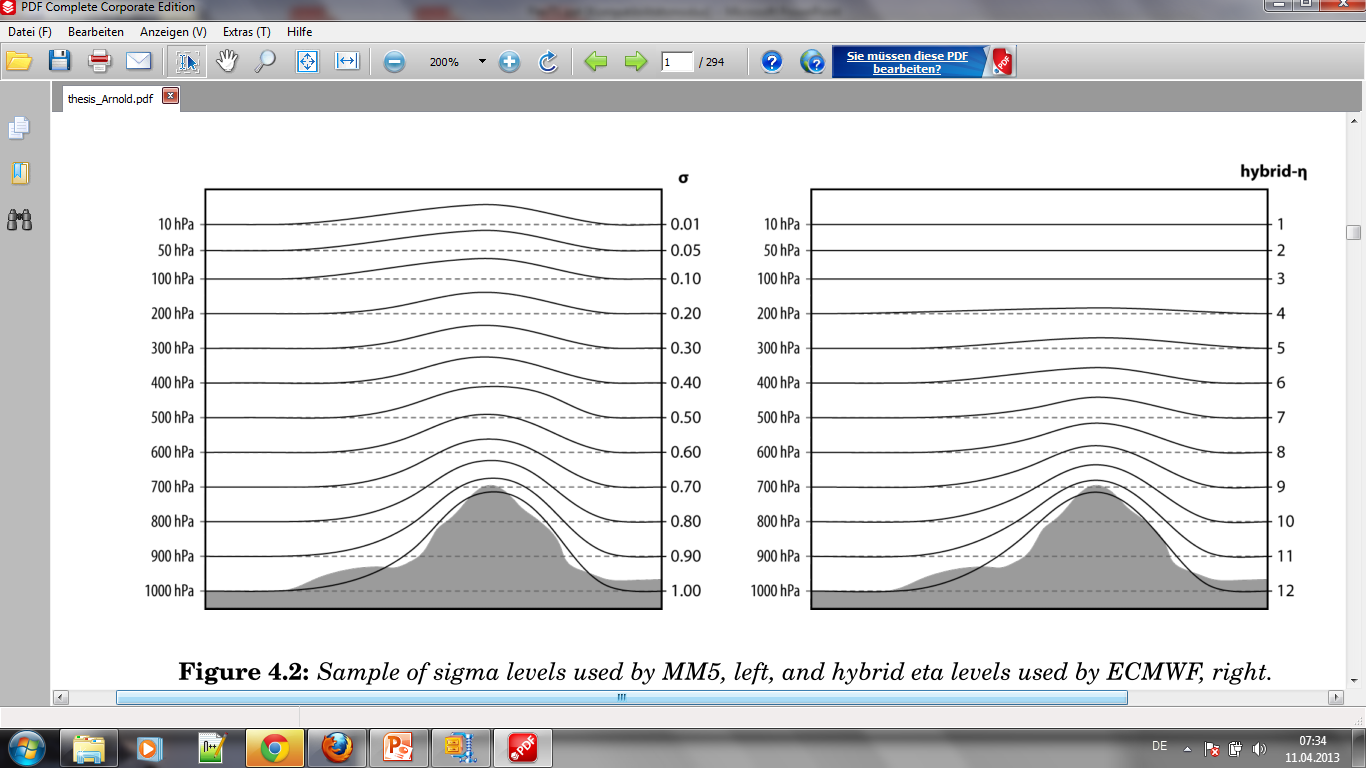 PDF Complete Corporate Edition
Datei (F) Bearbeiten Anzeigen (V) Extras (T) Hilfe
200% 1 / 294 Sie müssen diese PDF
bearbeiten? PDF
thesis_Arnold.pdf
σ
10 hPa 0.01
50 hPa 0.05
100 hPa 0.10
200 hPa 0.20
300 hPa 0.30
400 hPa 0.40
500 hPa 0.50
600 hPa 0.60
700 hPa 0.70
800 hPa 0.80
900 hPa 0.90
1000 hPa 1.00
hybrid-η
10 hPa 1
50 hPa 2
100 hPa 3
200 hPa 4
300 hPa 5
400 hPa 6
500 hPa 7
600 hPa 8
700 hPa 9
800 hPa 10
900 hPa 11
1000 hPa 12
Figure 4.2: Sample of sigma levels used by MM5, left, and hybrid eta levels used by ECMWF, right.
PDF
DE
07:34
11.04.2013